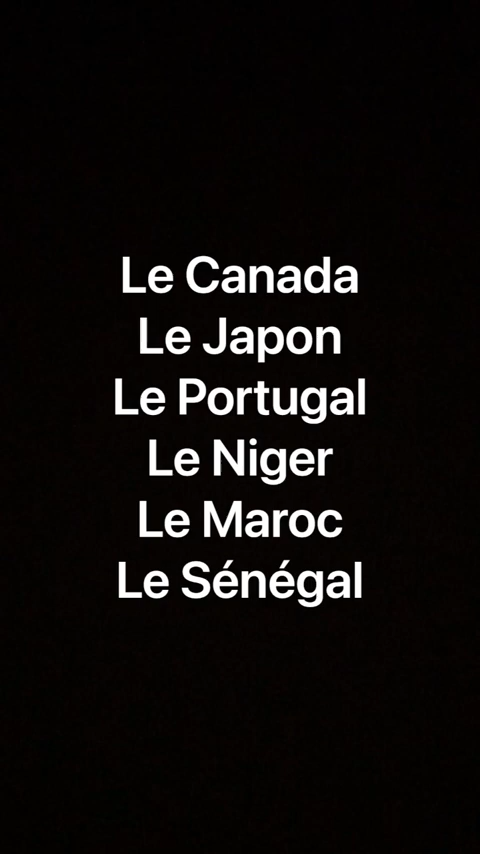 Le Canada
Le Japon
Le Portugal
Le Niger
Le Maroc
Le Sénégal